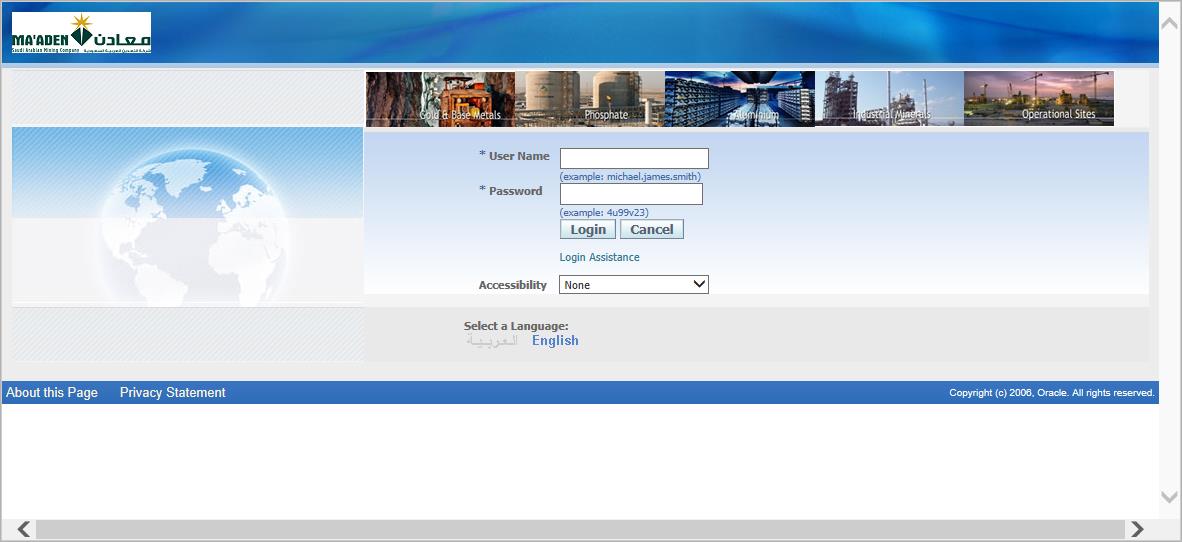 MA'ADEN معادن
Saudi Arabian Mining Company شركة التعدين العربية السعودية
Gold & Base Metals
Phosphate
Aluminium
Industrial Minerals
Operational Sites
* User Name
(example: michael.james.smith)
* Password
(example: 4u99v23)
Login Cancel
Login Assistance
Accessibility None
Select a Language:
العربية English
About this Page Privacy Statement Copyright (c) 2006, Oracle. All rights reserved.